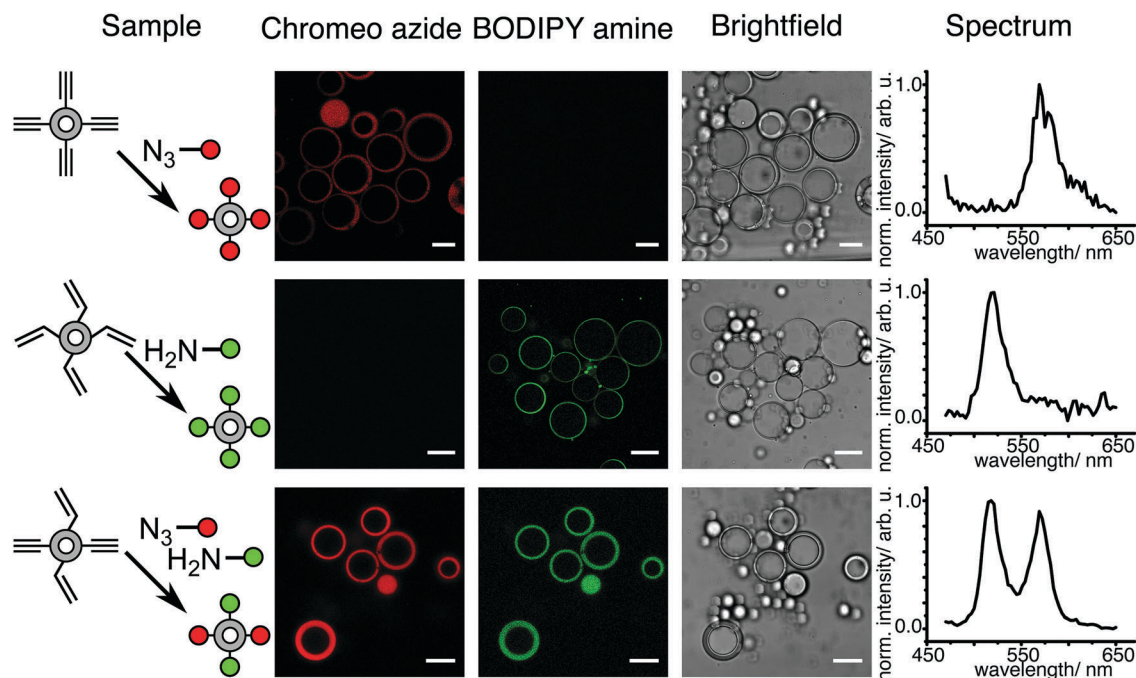 Sample Chromeo azide BODIPY amine Brightfield Spectrum
N3
norm. intensity/ arb. u.
1.0
0.0
450 550 650
wavelength/ nm
H2N
norm. intensity/ arb. u.
1.0
0.0
450 550 650
wavelength/ nm
N3
H2N
norm. intensity/ arb. u.
1.0
0.0
450 550 650
wavelength/ nm